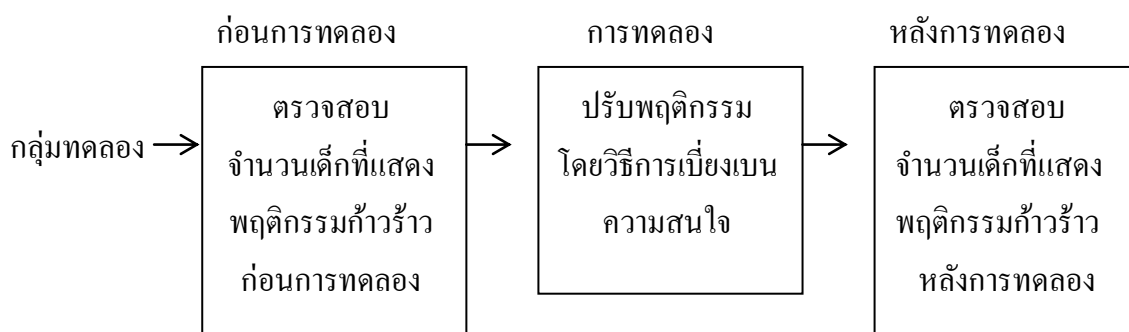 ก่อนการทดลอง
การทดลอง
หลังการทดลอง
กลุ่มทดลอง
ตรวจสอบ
จำนวนเด็กที่แสดง
พฤติกรรมก้าวร้าว
ก่อนการทดลอง
ปรับพฤติกรรม
โดยวิธีการเบี่ยงเบน
ความสนใจ
ตรวจสอบ
จำนวนเด็กที่แสดง
พฤติกรรมก้าวร้าว
หลังการทดลอง